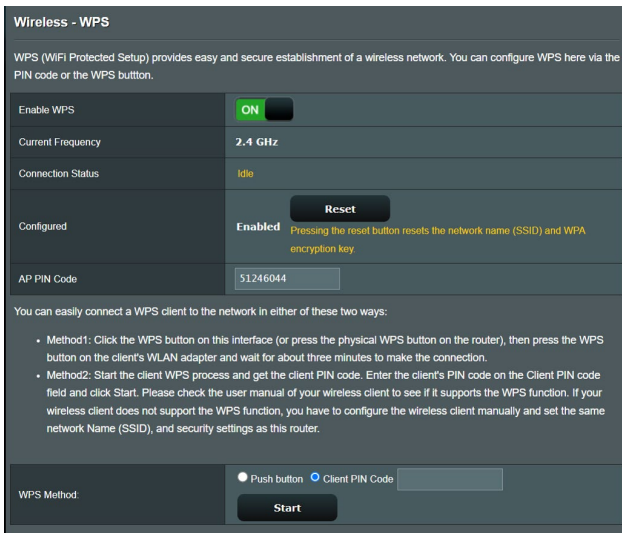 Wireless - WPS
WPS (WiFi Protected Setup) provides easy and secure establishment of a wireless network. You can configure WPS here via the
PIN code or the WPS buttton.
Enable WPS
ON
Current Frequency
2.4 GHz
Connection Status
Idle
Configured
Enabled
Reset
Pressing the reset button resets the network name (SSID) and WPA
encryption key.
AP PIN Code
51246044
You can easily connect a WPS client to the network in either of these two ways:
• Method1: Click the WPS button on this interface (or press the physical WPS button on the router), then press the WPS
button on the client's WLAN adapter and wait for about three minutes to make the connection.
• Method2: Start the client WPS process and get the client PIN code. Enter the client's PIN code on the Client PIN code
field and click Start. Please check the user manual of your wireless client to see if it supports the WPS function. If your
wireless client does not support the WPS function, you have to configure the wireless client manually and set the same
network Name (SSID), and security settings as this router.
WPS Method:
Push button Client PIN Code
Start